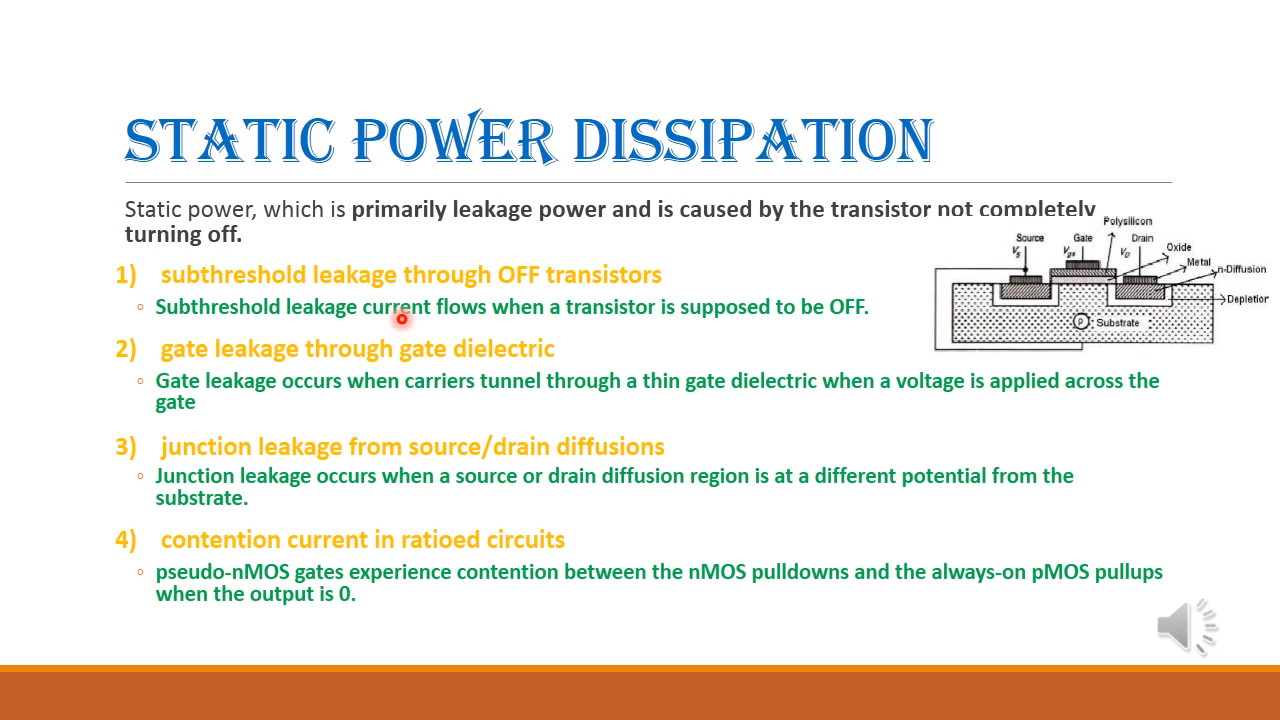 STATIC POWER DISSIPATION
Static power, which is primarily leakage power and is caused by the transistor not completely
turning off.
1) subthreshold leakage through OFF transistors
◦ Subthreshold leakage current flows when a transistor is supposed to be OFF.
2) gate leakage through gate dielectric
◦ Gate leakage occurs when carriers tunnel through a thin gate dielectric when a voltage is applied across the
gate
3) junction leakage from source/drain diffusions
◦ Junction leakage occurs when a source or drain diffusion region is at a different potential from the
substrate.
4) contention current in ratioed circuits
◦ pseudo-nMOS gates experience contention between the nMOS pulldowns and the always-on pMOS pullups
when the output is 0.
Polysilicon
Source Gate Drain
Oxide
Vs Vgs VD
Metal
n-Diffusion
Depletion
P Substrate